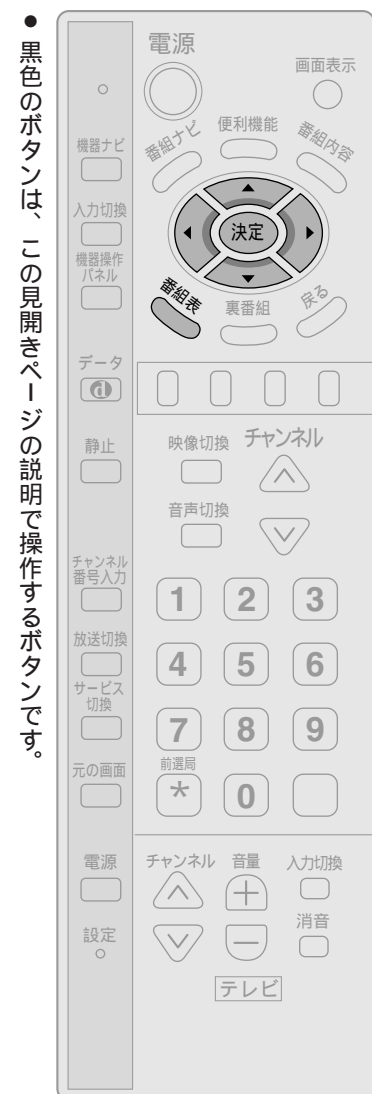 ● 黒色のボタンは、この見開きページの説明で操作するボタンです。
電源
画面表示
機器ナビ
番組ナビ
便利機能
番組内容
入力切換
決定
機器操作
パネル
番組表
裏番組
戻る
データ
d
静止
映像切換
チャンネル
音声切換
チャンネル
番号入力
1
2
3
放送切換
4
5
6
サービス
切換
7
8
9
元の画面
前選局
*
0
電源
チャンネル
音量
入力切換
+
消音
設定
−
テレビ